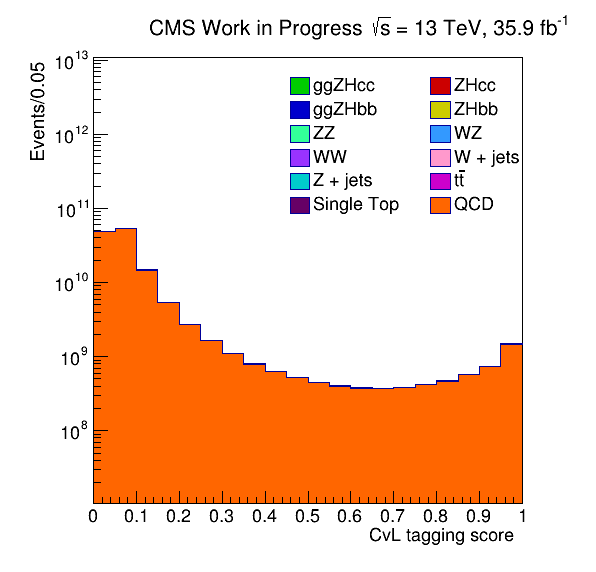 CMS Work in Progress √s = 13 TeV, 35.9 fb⁻¹
Events/0.05
10¹³
10¹²
10¹¹
10¹⁰
10⁹
10⁸
ggZHcc ZHcc
ggZHbb ZHbb
ZZ WZ
WW W + jets
Z + jets tt̄
Single Top QCD
0 0.1 0.2 0.3 0.4 0.5 0.6 0.7 0.8 0.9 1
CvL tagging score